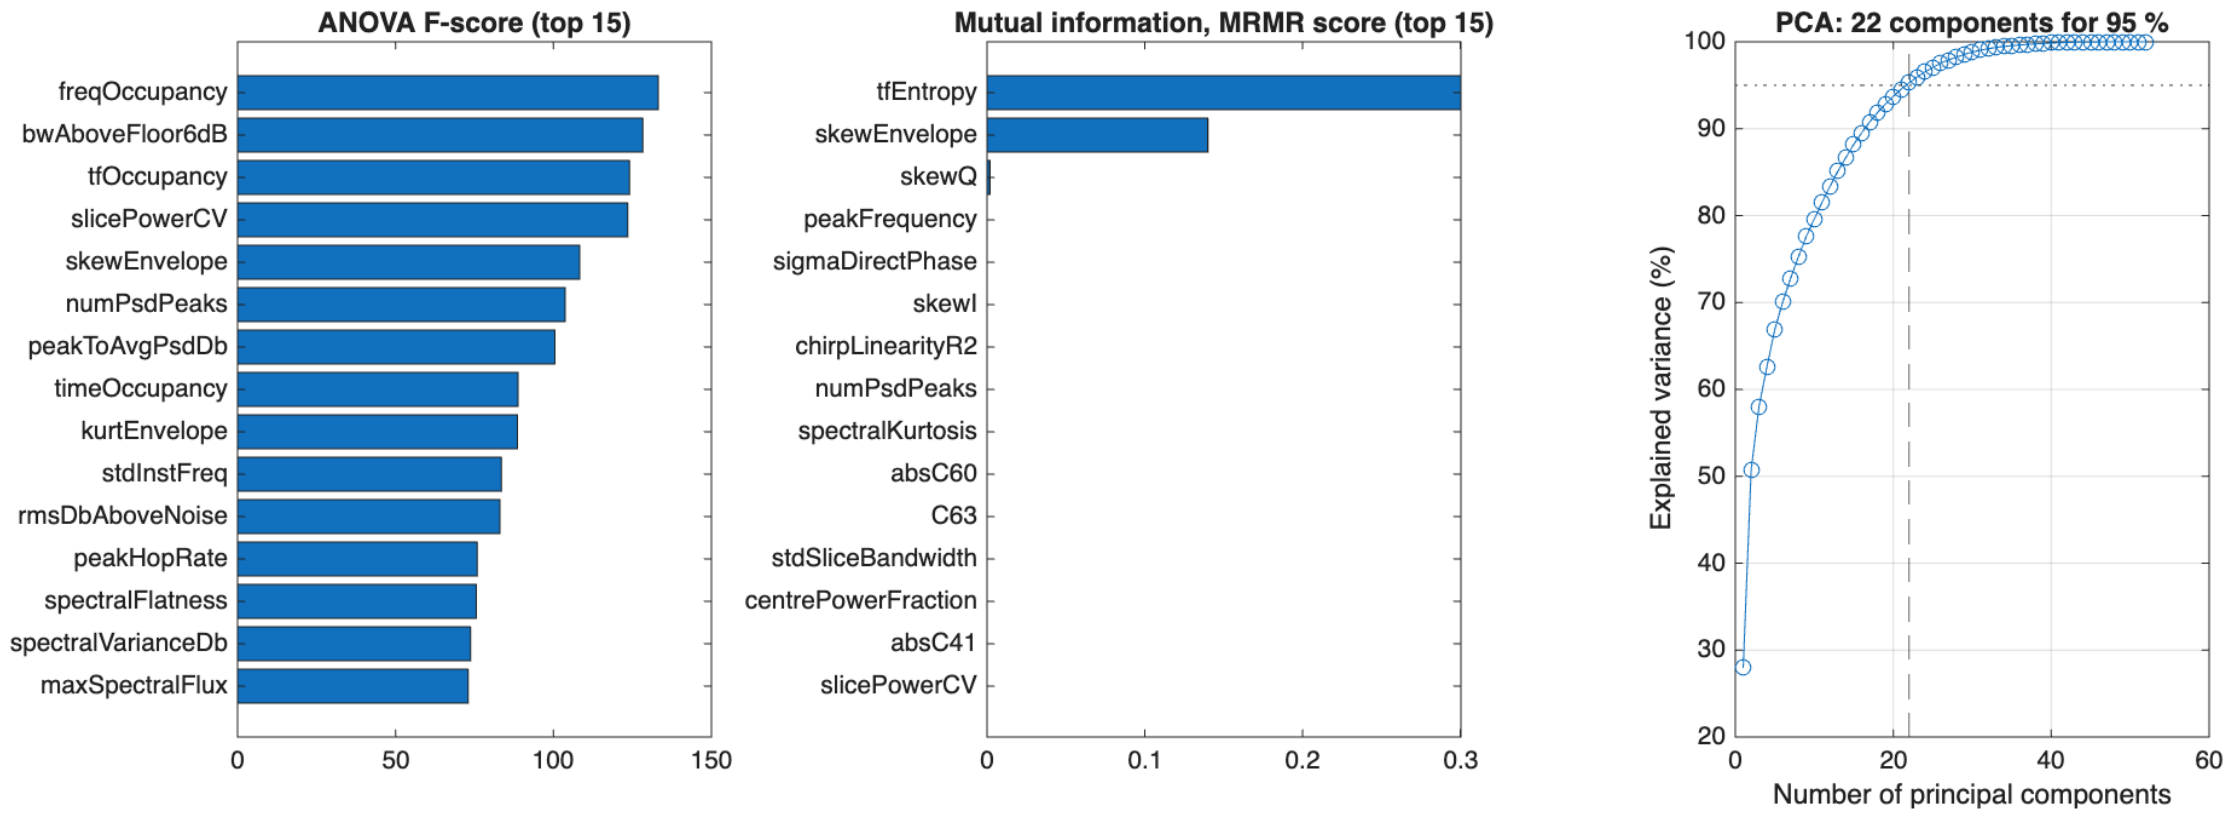 ANOVA F-score (top 15)
freqOccupancy
bwAboveFloor6dB
tfOccupancy
slicePowerCV
skewEnvelope
numPsdPeaks
peakToAvgPsdDb
timeOccupancy
kurtEnvelope
stdInstFreq
rmsDbAboveNoise
peakHopRate
spectralFlatness
spectralVarianceDb
maxSpectralFlux
0 50 100 150
Mutual information, MRMR score (top 15)
tfEntropy
skewEnvelope
skewQ
peakFrequency
sigmaDirectPhase
skewI
chirpLinearityR2
numPsdPeaks
spectralKurtosis
absC60
C63
stdSliceBandwidth
centrePowerFraction
absC41
slicePowerCV
0 0.1 0.2 0.3
PCA: 22 components for 95 %
Explained variance (%)
100
90
80
70
60
50
40
30
20
0 20 40 60
Number of principal components